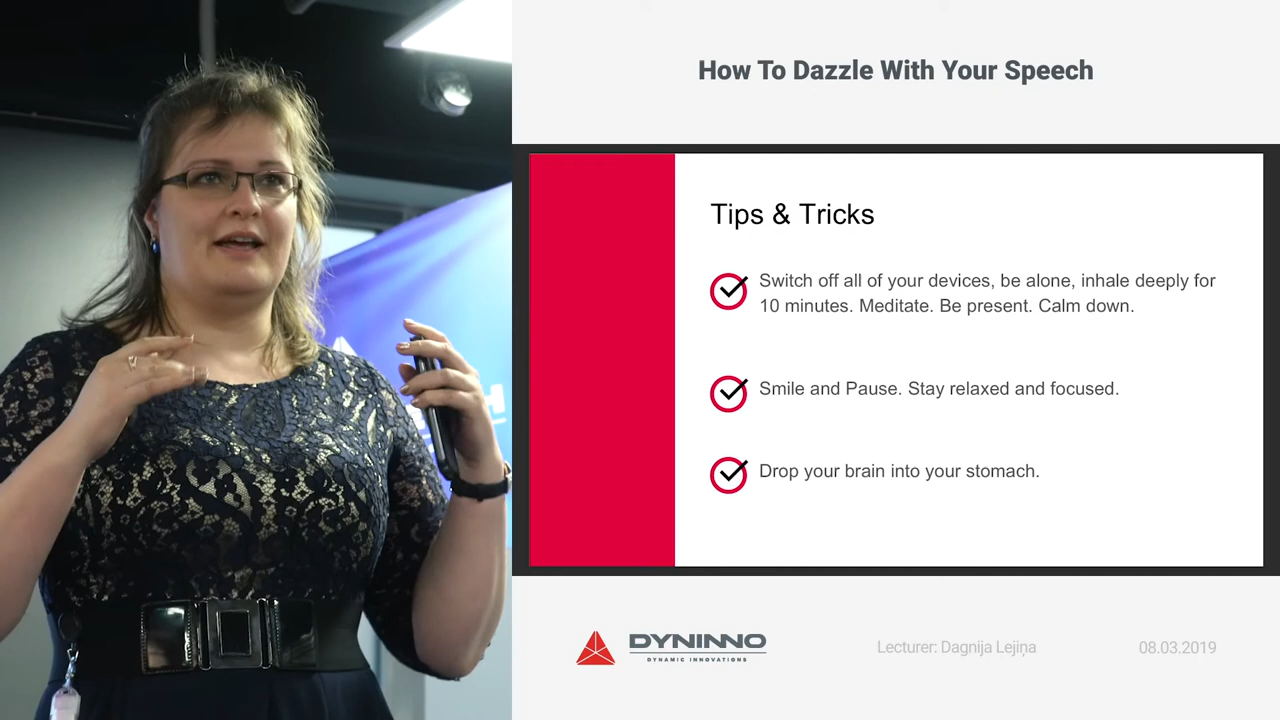 How To Dazzle With Your Speech
Tips & Tricks
Switch off all of your devices, be alone, inhale deeply for
10 minutes. Meditate. Be present. Calm down.
Smile and Pause. Stay relaxed and focused.
Drop your brain into your stomach.
DYNINNO
DYNAMIC INNOVATIONS
Lecturer: Dagnija Lejiņa
08.03.2019